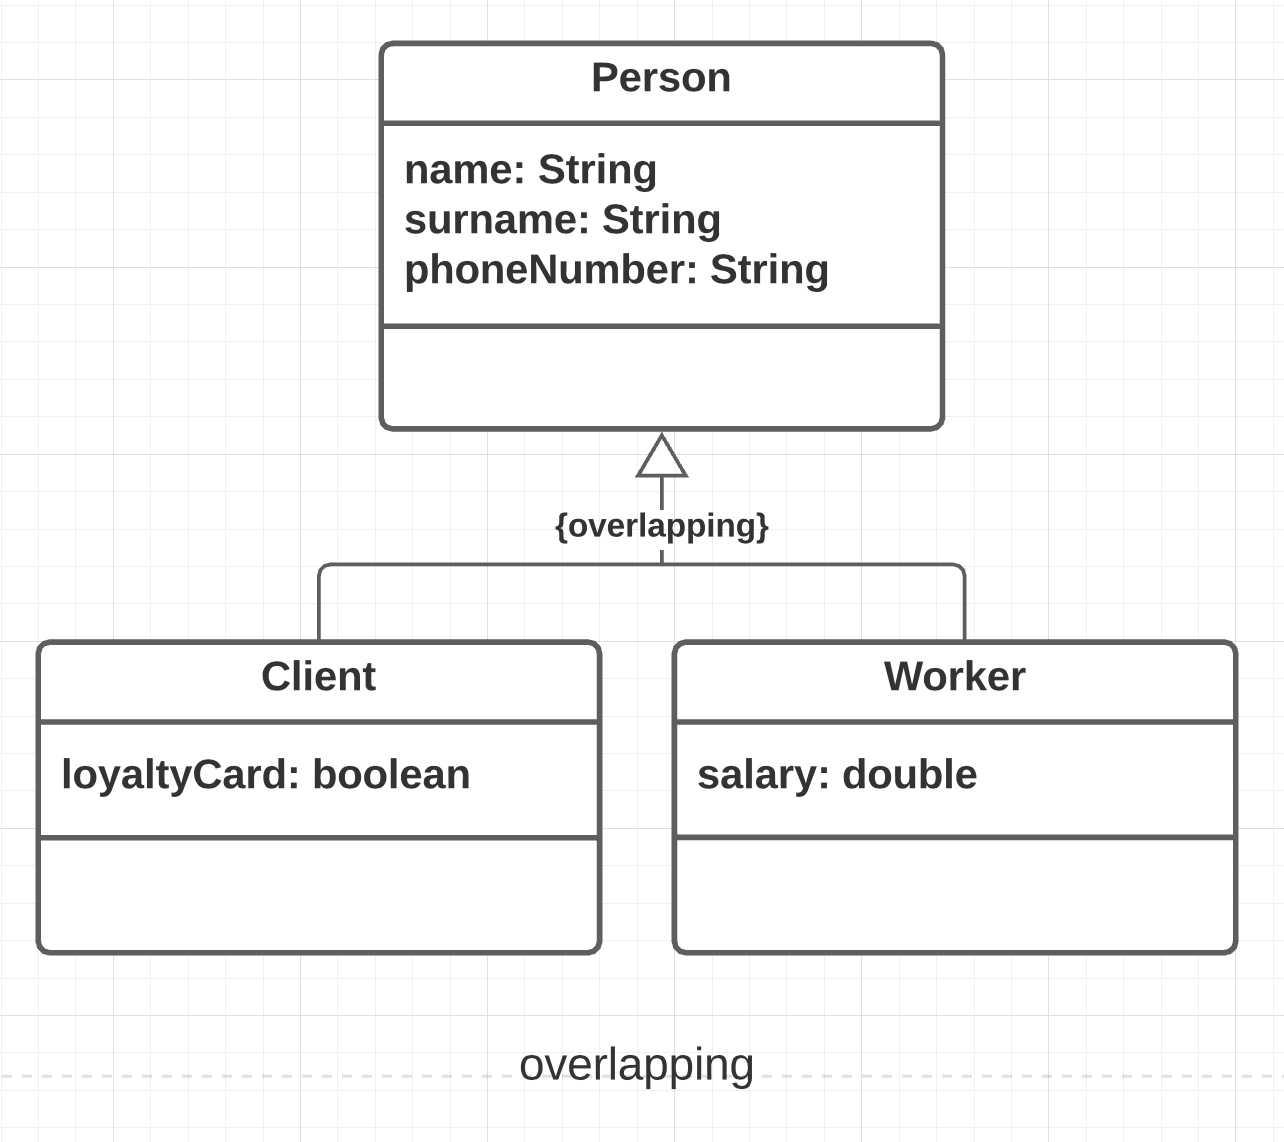 Person
name: String
surname: String
phoneNumber: String
{overlapping}
Client
loyaltyCard: boolean
Worker
salary: double
overlapping